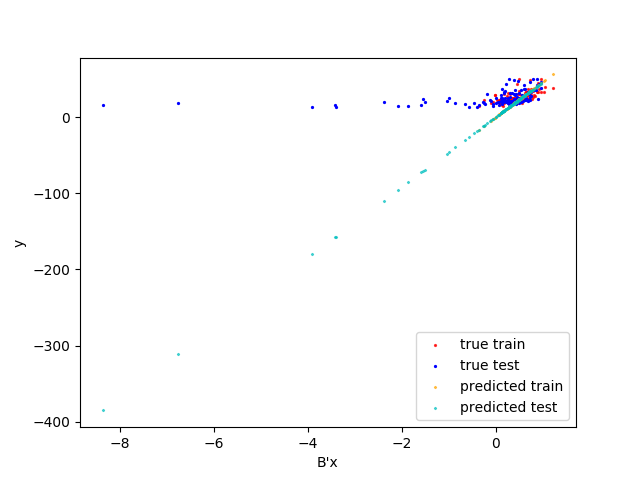 0
−100
−200
−300
−400
y
−8
−6
−4
−2
0
B'x
true train
true test
predicted train
predicted test